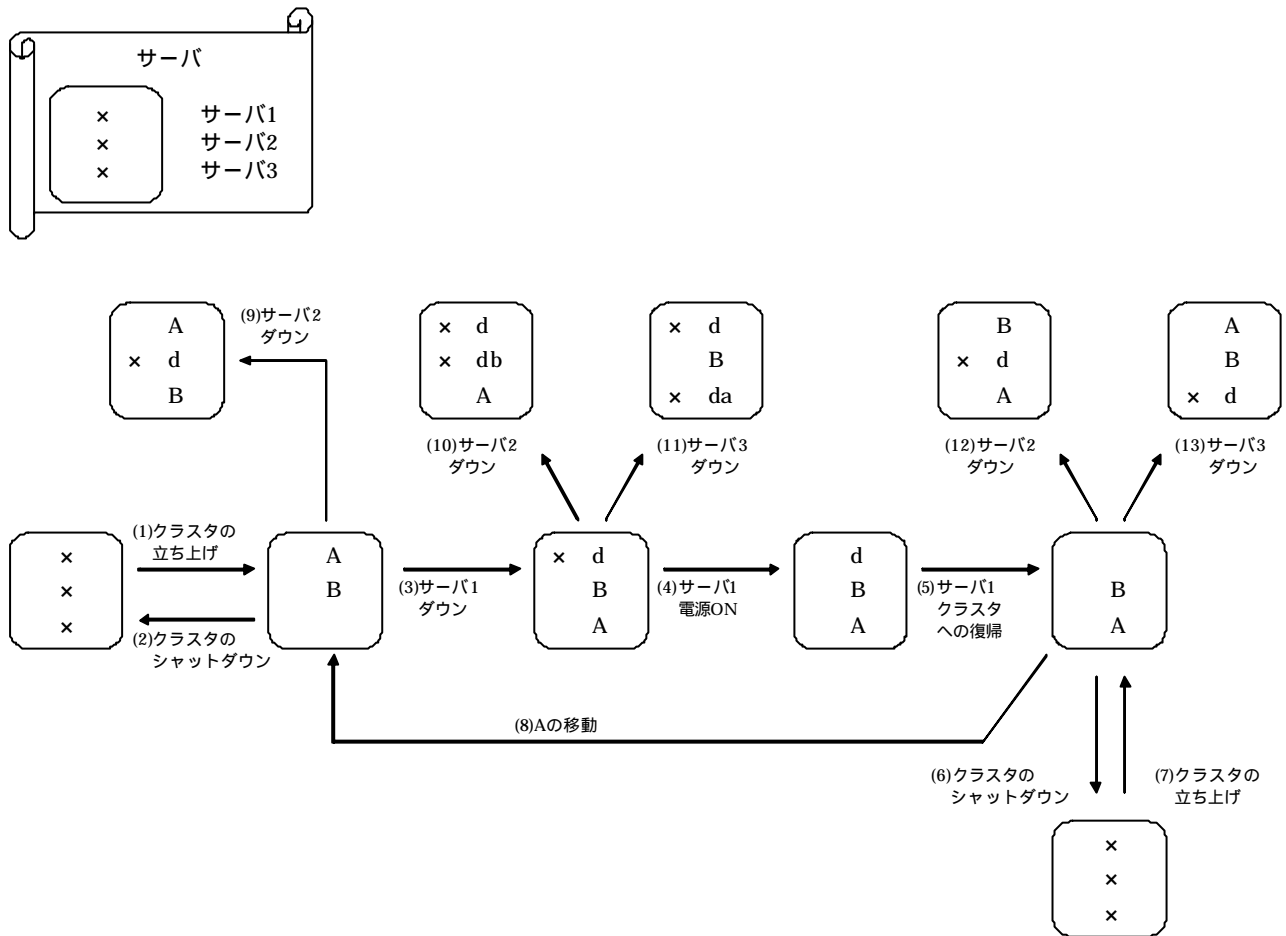 サーバ
× サーバ1
× サーバ2
× サーバ3
A
× d
B
(9)サーバ2
ダウン
× d
× db
A
× d
B
× da
B
× d
A
A
B
× d
(10)サーバ2
ダウン
(11)サーバ3
ダウン
(12)サーバ2
ダウン
(13)サーバ3
ダウン
×
×
×
(1)クラスタの
立ち上げ
(2)クラスタの
シャットダウン
A
B
(3)サーバ1
ダウン
× d
B
A
(4)サーバ1
電源ON
d
B
A
(5)サーバ1
クラスタ
への復帰
B
A
(8)Aの移動
(6)クラスタの
シャットダウン
(7)クラスタの
立ち上げ
×
×
×